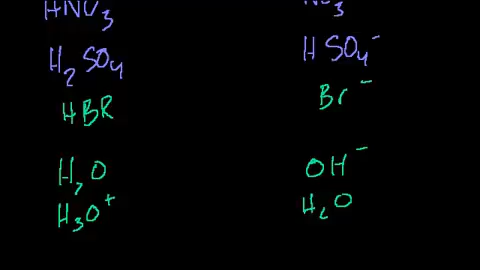 HNO₃ NO₃
H₂SO₄ HSO₄⁻
HBR Br⁻
H₂O OH⁻
H₃O⁺ H₂O